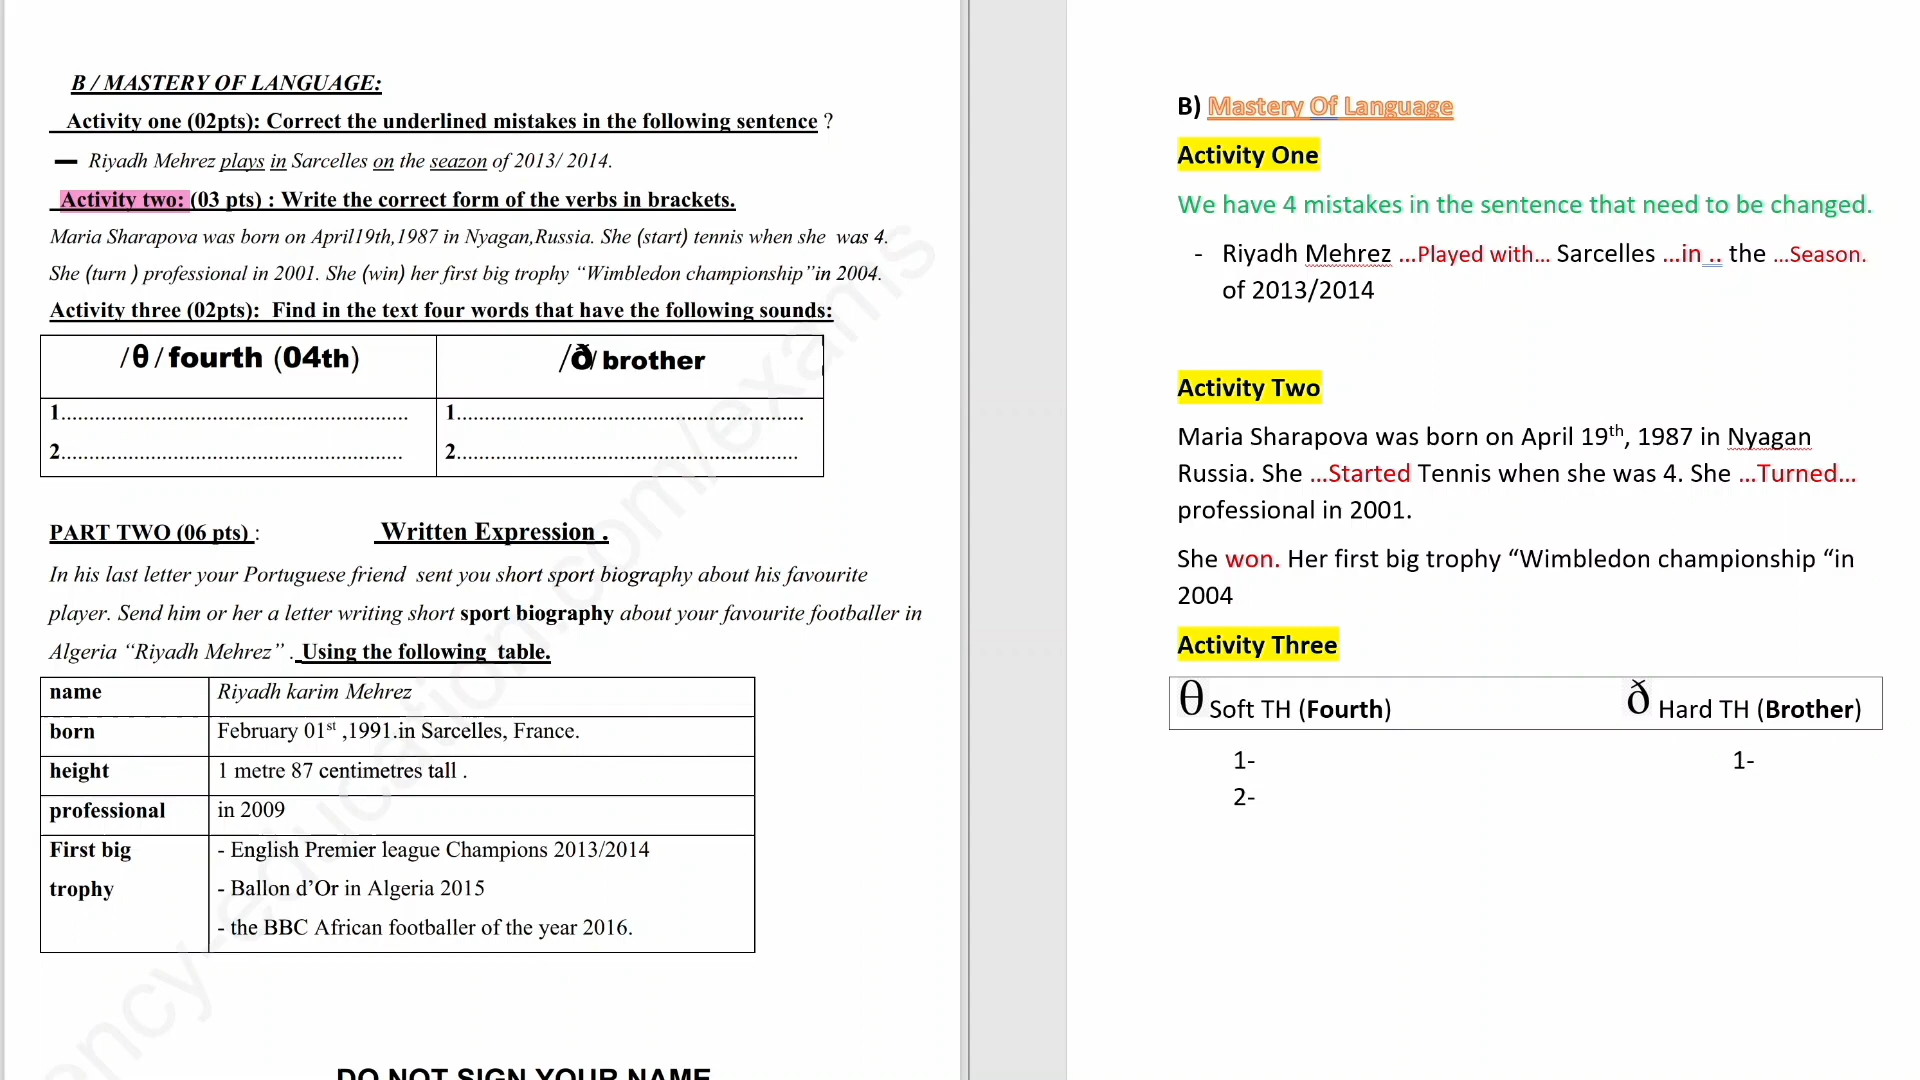 B / MASTERY OF LANGUAGE:
Activity one (02pts): Correct the underlined mistakes in the following sentence ?
— Riyadh Mehrez plays in Sarcelles on the seazon of 2013/ 2014.
Activity two: (03 pts) : Write the correct form of the verbs in brackets.
Maria Sharapova was born on April19th,1987 in Nyagan,Russia. She (start) tennis when she was 4.
She (turn ) professional in 2001. She (win) her first big trophy “Wimbledon championship”in 2004.
Activity three (02pts): Find in the text four words that have the following sounds:
/θ/ fourth (04th) /ð/ brother
1............................................................... 1...............................................................
2.............................................................. 2..............................................................
PART TWO (06 pts) : Written Expression .
In his last letter your Portuguese friend sent you short sport biography about his favourite
player. Send him or her a letter writing short sport biography about your favourite footballer in
Algeria “Riyadh Mehrez” . Using the following table.
name Riyadh karim Mehrez
born February 01st ,1991.in Sarcelles, France.
height 1 metre 87 centimetres tall .
professional in 2009
First big - English Premier league Champions 2013/2014
trophy - Ballon d’Or in Algeria 2015
- the BBC African footballer of the year 2016.
DO NOT SIGN YOUR NAME
ency-education.com/exams
B) Mastery Of Language
Activity One
We have 4 mistakes in the sentence that need to be changed.
- Riyadh Mehrez ...Played with... Sarcelles ...in .. the ...Season.
of 2013/2014
Activity Two
Maria Sharapova was born on April 19th, 1987 in Nyagan
Russia. She ...Started Tennis when she was 4. She ...Turned...
professional in 2001.
She won. Her first big trophy “Wimbledon championship “in
2004
Activity Three
θ Soft TH (Fourth) ð Hard TH (Brother)
1- 1-
2-